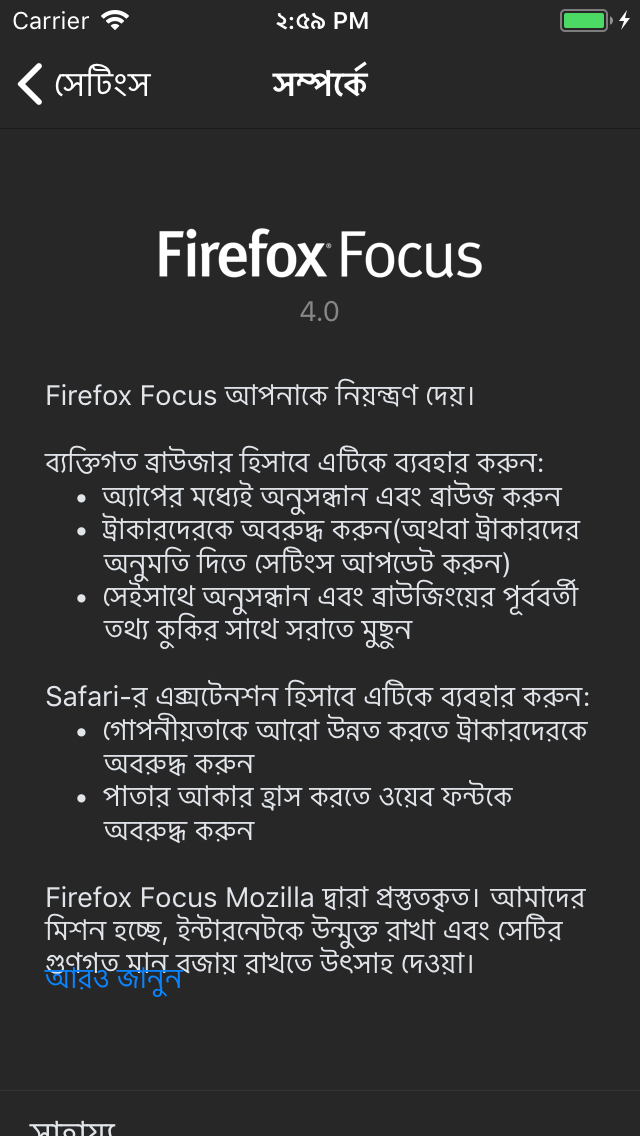 Carrier ২:৫৯ PM
সেটিংস সম্পর্কে
Firefox Focus
4.0
Firefox Focus আপনাকে নিয়ন্ত্রণ দেয়।
ব্যক্তিগত ব্রাউজার হিসাবে এটিকে ব্যবহার করুন:
• অ্যাপের মধ্যেই অনুসন্ধান এবং ব্রাউজ করুন
• ট্রাকারদেরকে অবরুদ্ধ করুন(অথবা ট্রাকারদের
অনুমতি দিতে সেটিংস আপডেট করুন)
• সেইসাথে অনুসন্ধান এবং ব্রাউজিংয়ের পূর্ববর্তী
তথ্য কুকির সাথে সরাতে মুছুন
Safari-র এক্সটেনশন হিসাবে এটিকে ব্যবহার করুন:
• গোপনীয়তাকে আরো উন্নত করতে ট্রাকারদেরকে
অবরুদ্ধ করুন
• পাতার আকার হ্রাস করতে ওয়েব ফন্টকে
অবরুদ্ধ করুন
Firefox Focus Mozilla দ্বারা প্রস্তুতকৃত। আমাদের
মিশন হচ্ছে, ইন্টারনেটকে উন্মুক্ত রাখা এবং সেটির
গুণগত মান বজায় রাখতে উৎসাহ দেওয়া।
আরও জানুন
সাহায্য